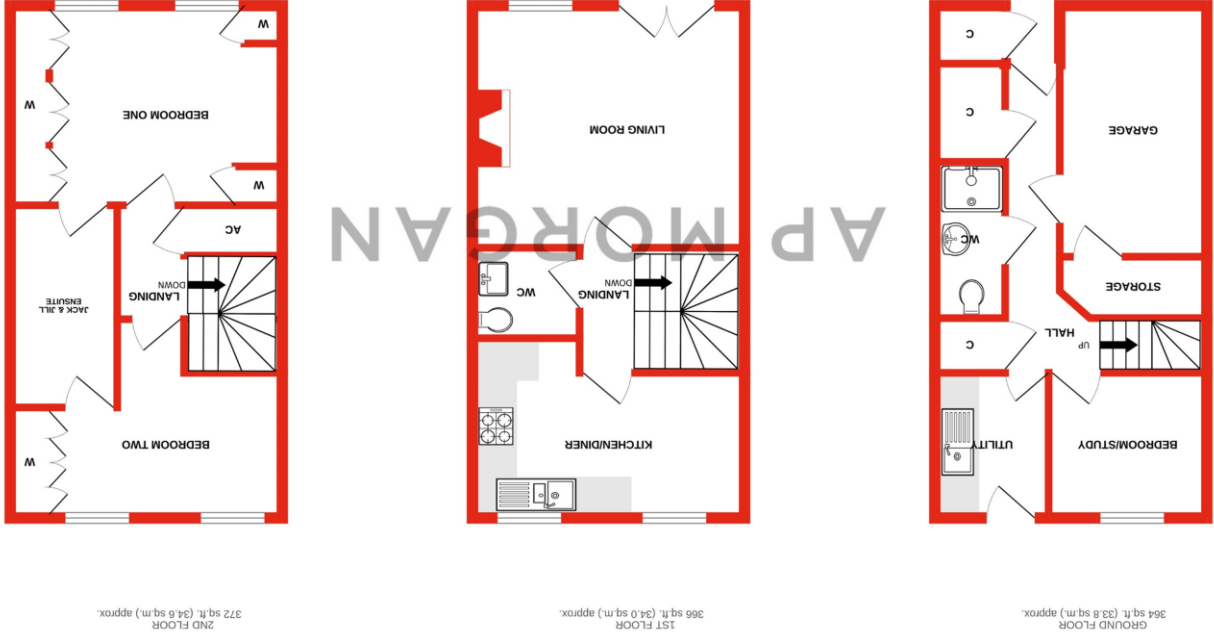 GROUND FLOOR
364 sq.ft. (33.8 sq.m.) approx.
BEDROOM/STUDY
UTILITY
UP
C
HALL
STORAGE
WC
GARAGE
C
C
1ST FLOOR
366 sq.ft. (34.0 sq.m.) approx.
KITCHEN/DINER
LANDING
WC
DOWN
LIVING ROOM
2ND FLOOR
372 sq.ft. (34.6 sq.m.) approx.
BEDROOM TWO
W
JACK & JILL
ENSUITE
LANDING
DOWN
AC
W
BEDROOM ONE
W
W
AP MORGAN